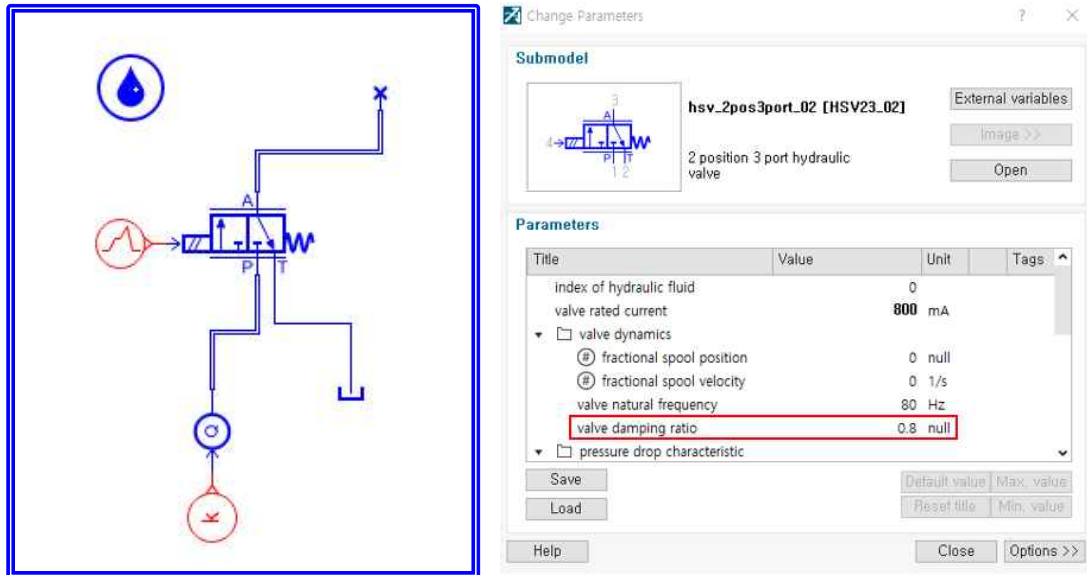 A
P T
Q
K
Change Parameters ? ×
Submodel
3
A
4
P T
1 2
hsv_2pos3port_02 [HSV23_02]
2 position 3 port hydraulic
valve
External variables
Image >>
Open
Parameters
Title Value Unit Tags
index of hydraulic fluid 0
valve rated current 800 mA
valve dynamics
# fractional spool position 0 null
# fractional spool velocity 0 1/s
valve natural frequency 80 Hz
valve damping ratio 0.8 null
pressure drop characteristic
Save
Load
Default value Max. value
Reset title Min. value
Help
Close
Options >>